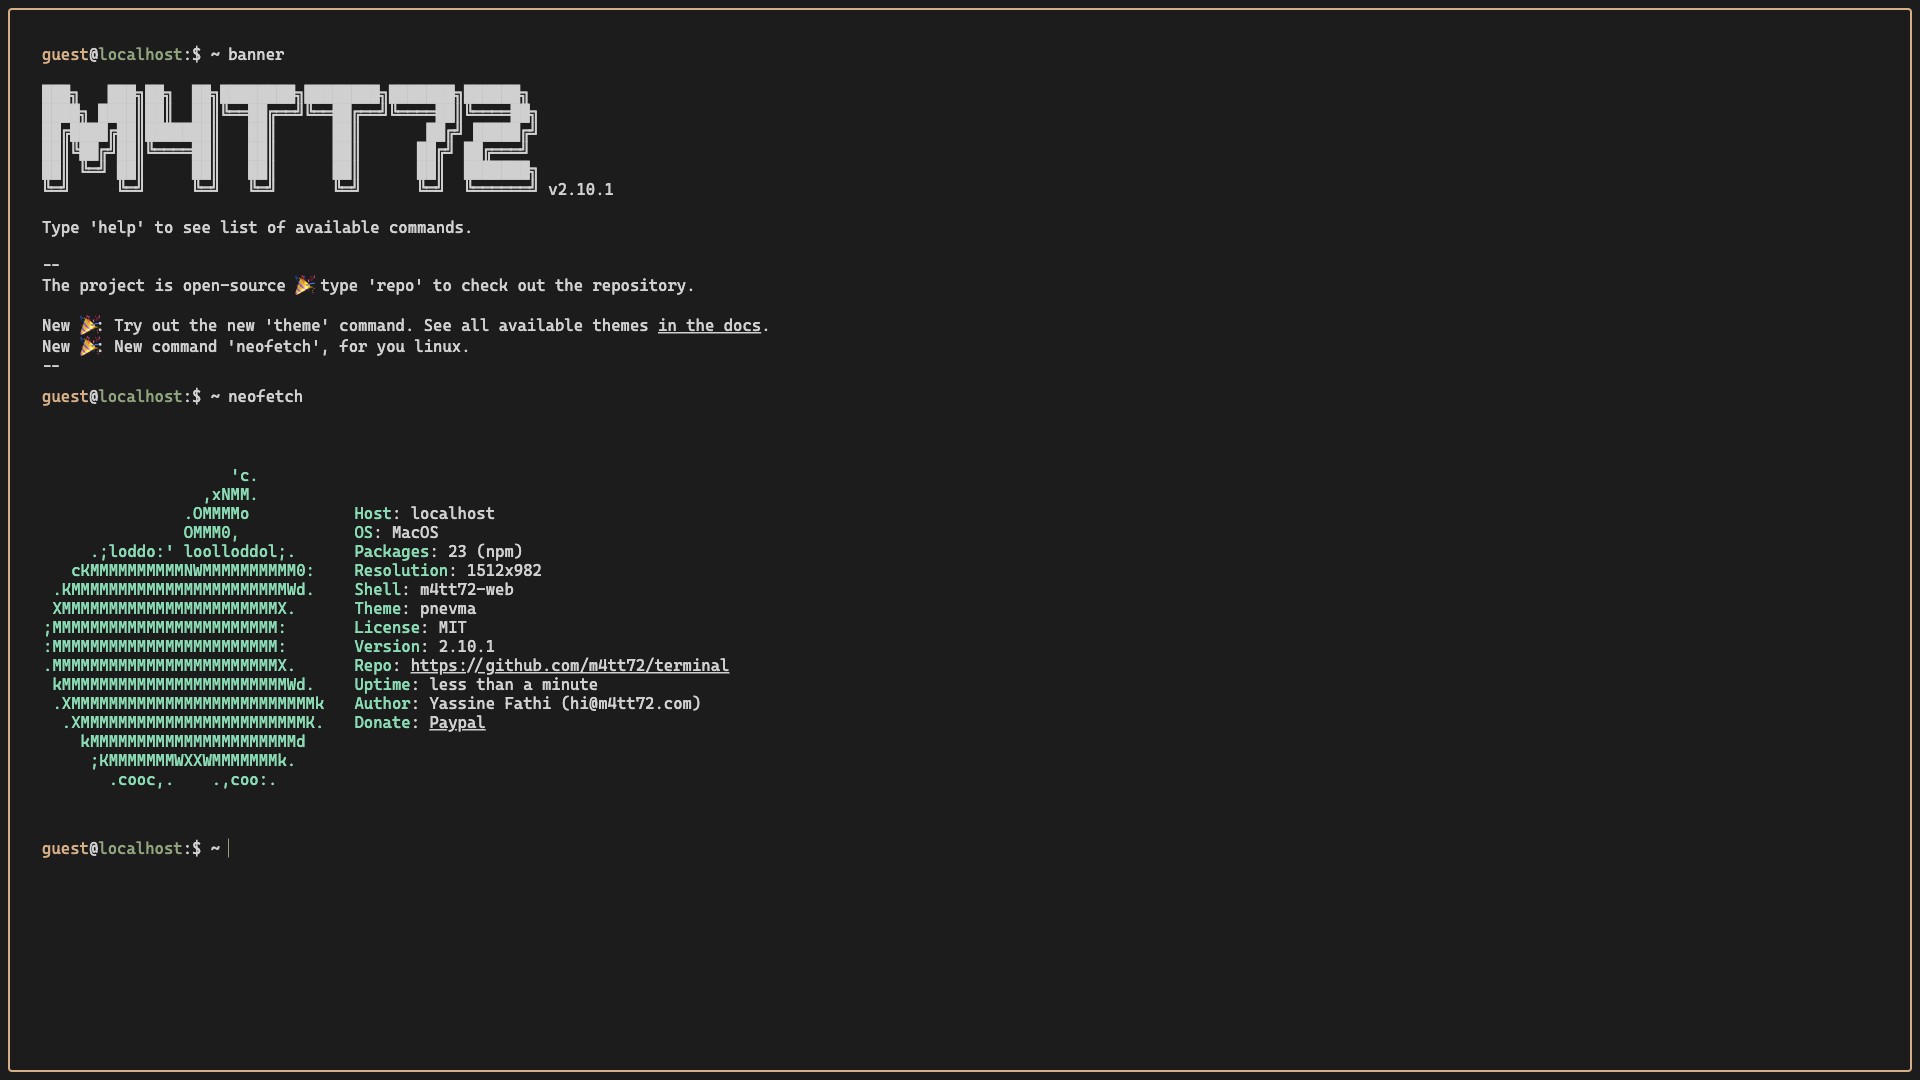 guest@localhost:$ ~ banner
M4TT72 v2.10.1
Type 'help' to see list of available commands.
--
The project is open-source 🎉 type 'repo' to check out the repository.
New 🎉: Try out the new 'theme' command. See all available themes in the docs.
New 🎉: New command 'neofetch', for you linux.
--
guest@localhost:$ ~ neofetch
'c.
,xNMM.
.OMMMMo Host: localhost
OMMM0, OS: MacOS
.;loddo:' loolloddol;. Packages: 23 (npm)
cKMMMMMMMMMMNWMMMMMMMMMM0: Resolution: 1512x982
.KMMMMMMMMMMMMMMMMMMMMMMMWd. Shell: m4tt72-web
XMMMMMMMMMMMMMMMMMMMMMMMX. Theme: pnevma
;MMMMMMMMMMMMMMMMMMMMMMMM: License: MIT
:MMMMMMMMMMMMMMMMMMMMMMMM: Version: 2.10.1
.MMMMMMMMMMMMMMMMMMMMMMMMX. Repo: https://github.com/m4tt72/terminal
kMMMMMMMMMMMMMMMMMMMMMMMMWd. Uptime: less than a minute
.XMMMMMMMMMMMMMMMMMMMMMMMMMMk Author: Yassine Fathi (hi@m4tt72.com)
.XMMMMMMMMMMMMMMMMMMMMMMMMK. Donate: Paypal
kMMMMMMMMMMMMMMMMMMMMMMd
;KMMMMMMMWXXWMMMMMMMk.
.cooc,. .,coo:.
guest@localhost:$ ~